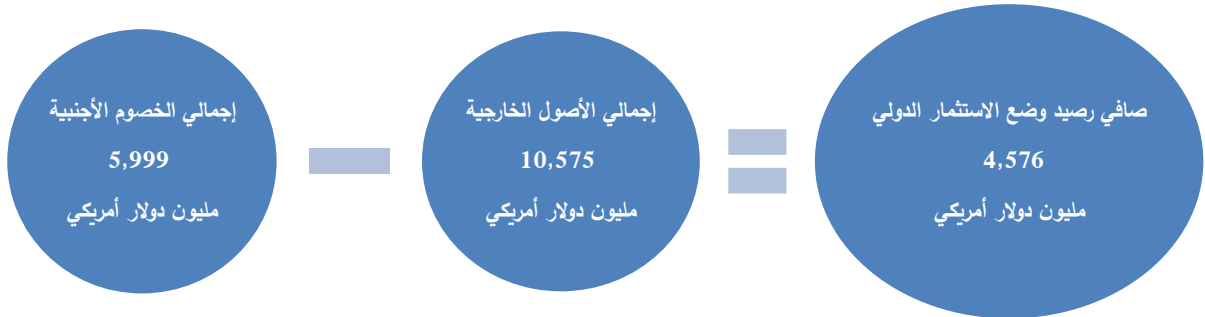 صافي رصيد وضع الاستثمار الدولي
4,576
مليون دولار أمريكي
إجمالي الأصول الخارجية
10,575
مليون دولار أمريكي
إجمالي الخصوم الأجنبية
5,999
مليون دولار أمريكي